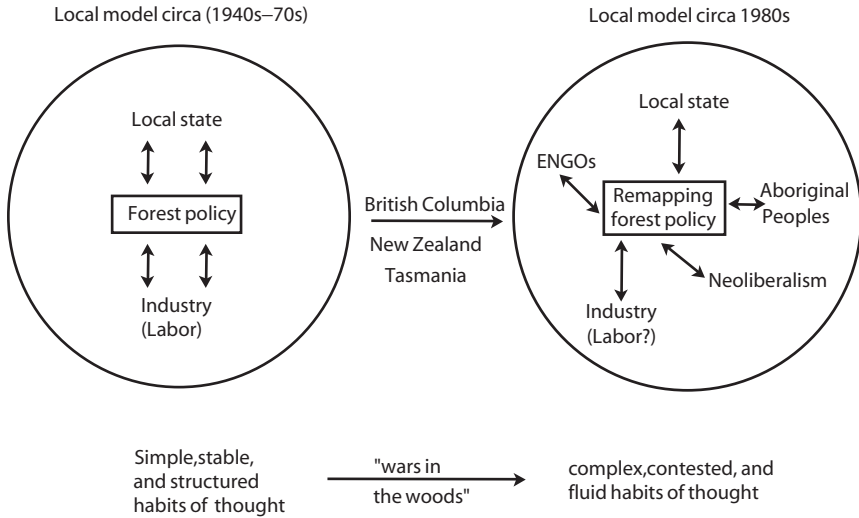 Local model circa (1940s–70s)
Local state
Forest policy
Industry
(Labor)
British Columbia
New Zealand
Tasmania
Local model circa 1980s
Local state
ENGOs
Remapping
forest policy
Aboriginal
Peoples
Neoliberalism
Industry
(Labor?)
Simple,stable,
and structured
habits of thought
"wars in
the woods"
complex,contested, and
fluid habits of thought